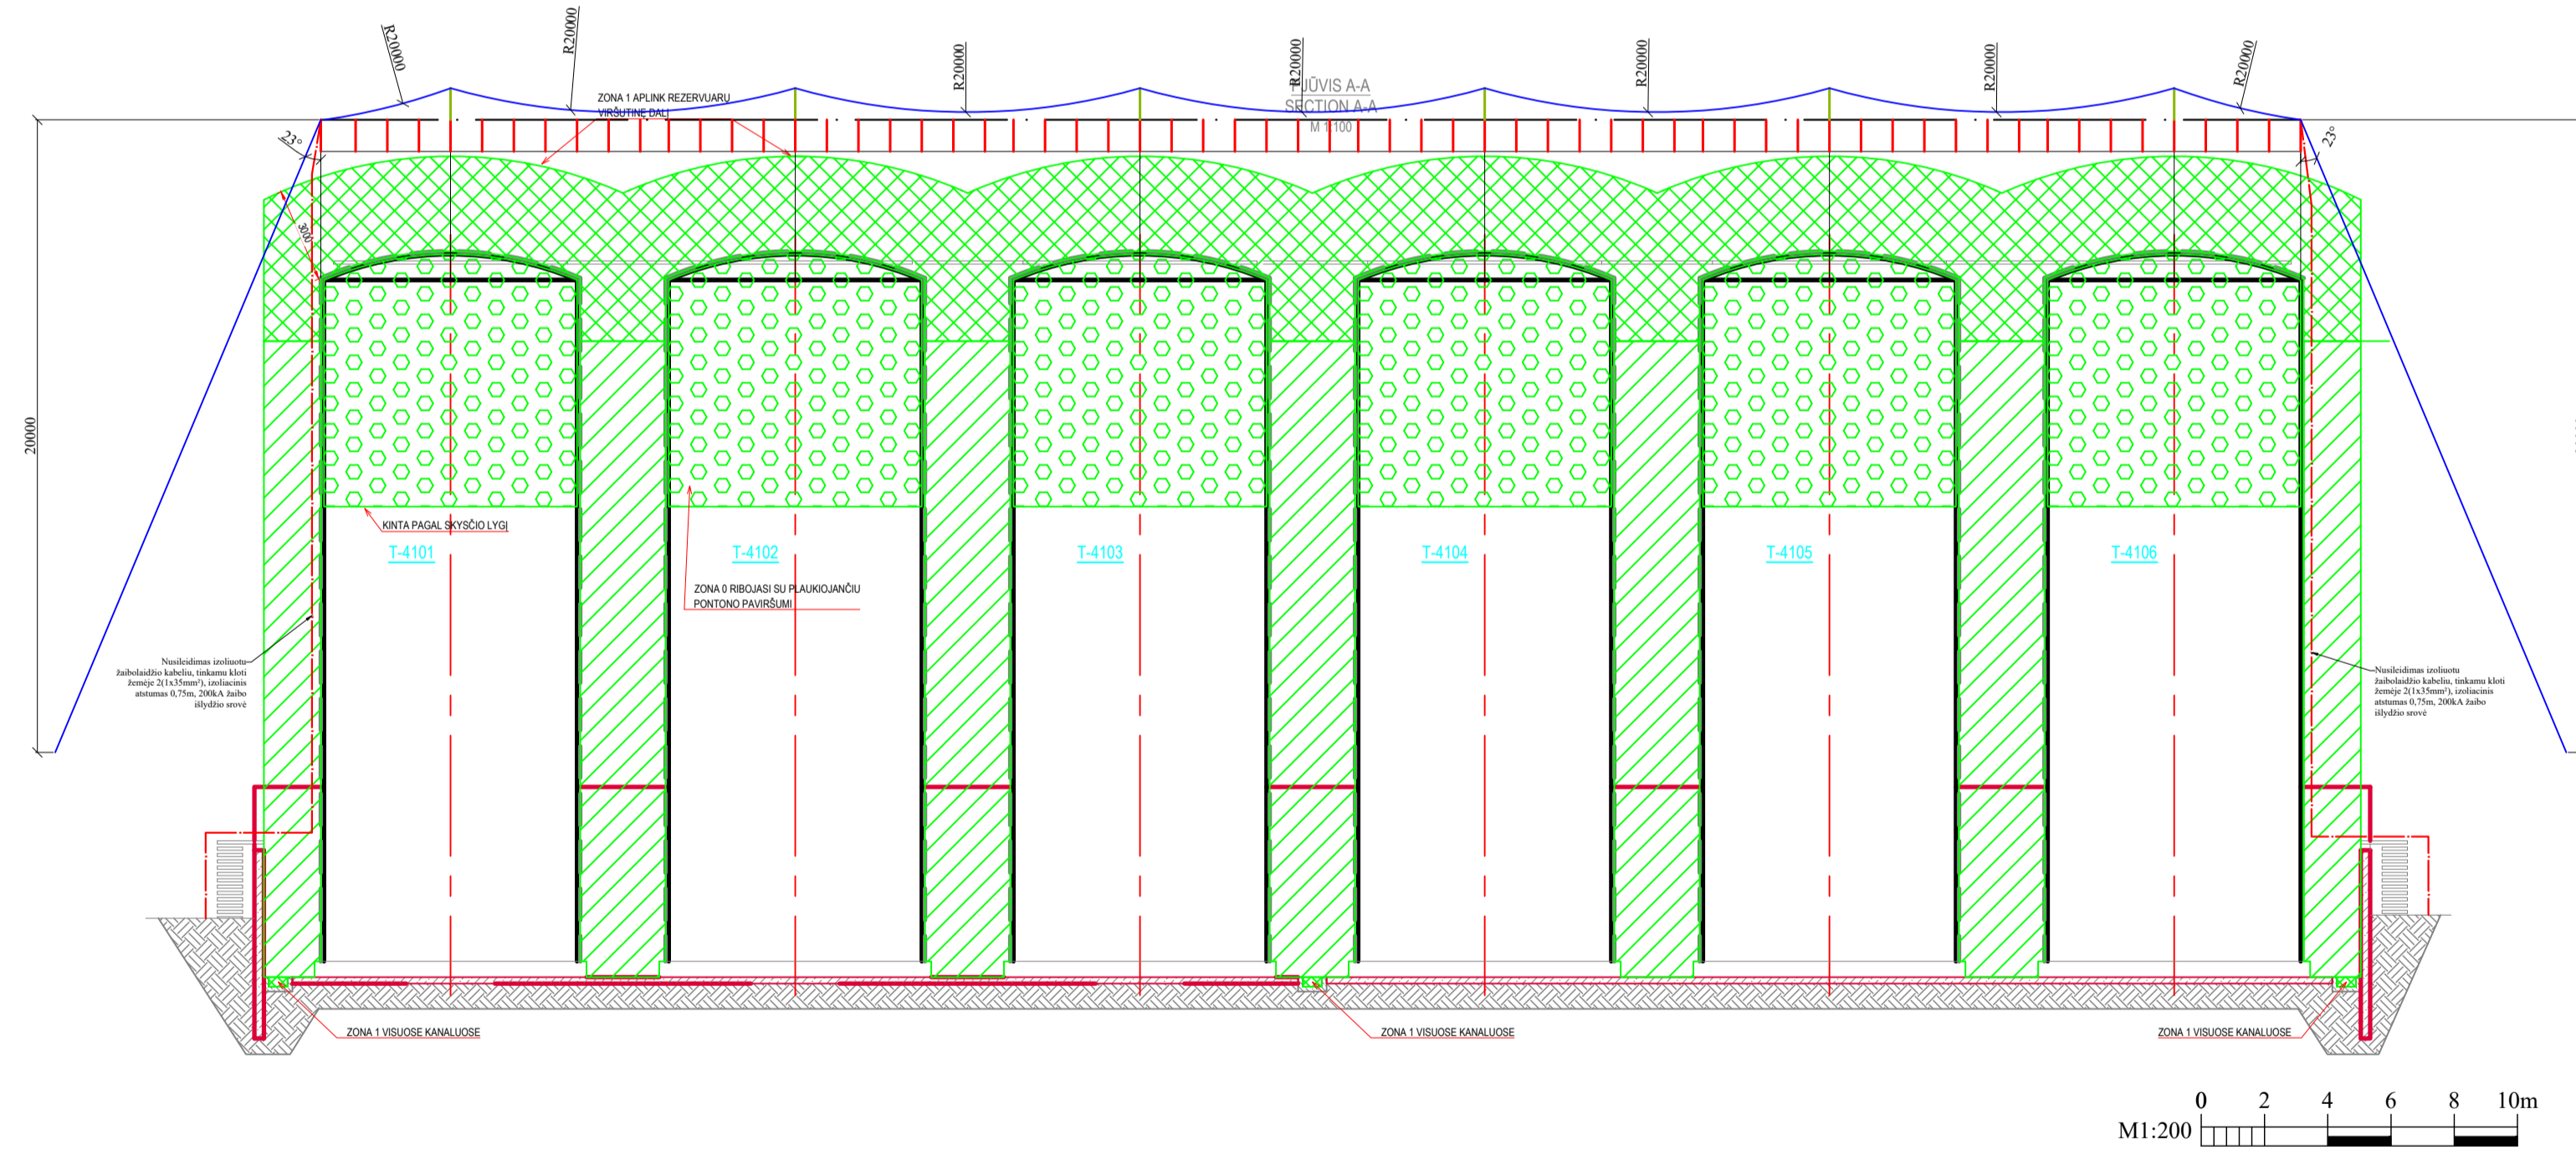 R20000
R20000
R20000
R20000
R20000
R20000
R20000
PJŪVIS A-A
SECTION A-A
M 1:100
ZONA 1 APLINK REZERVUARŲ
VIRŠUTINĘ DALĮ
23°
23°
3000
20000
KINTA PAGAL SKYSČIO LYGĮ
T-4101
T-4102
T-4103
T-4104
T-4105
T-4106
ZONA 0 RIBOJASI SU PLAUKIOJANČIU
PONTONO PAVIRŠUMI
Nusileidimas izoliuotu
žaibolaidžio kabeliu, tinkamu kloti
žemėje 2(1x35mm²), izoliacinis
atstumas 0,75m, 200kA žaibo
išlydžio srovė
Nusileidimas izoliuotu
žaibolaidžio kabeliu, tinkamu kloti
žemėje 2(1x35mm²), izoliacinis
atstumas 0,75m, 200kA žaibo
išlydžio srovė
ZONA 1 VISUOSE KANALUOSE
ZONA 1 VISUOSE KANALUOSE
ZONA 1 VISUOSE KANALUOSE
0 2 4 6 8 10m
M1:200